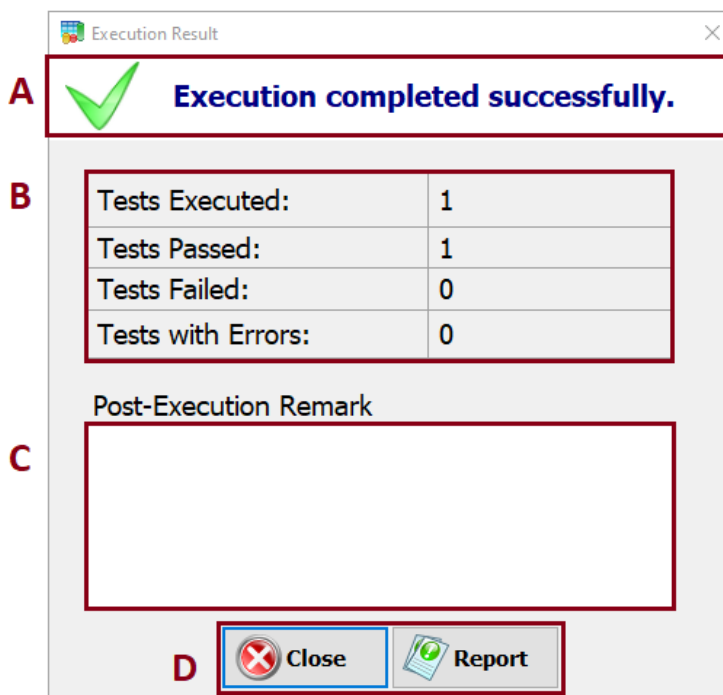 Execution Result
A
Execution completed successfully.
B
Tests Executed: 1
Tests Passed: 1
Tests Failed: 0
Tests with Errors: 0
Post-Execution Remark
C
D Close Report